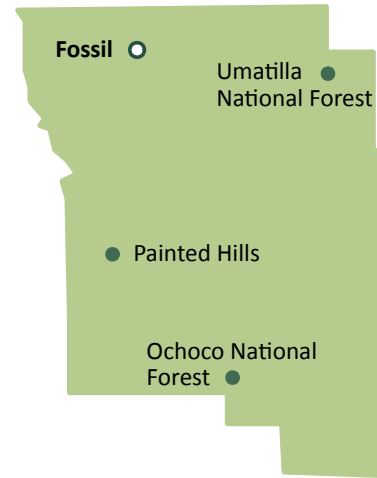 Fossil
Umatilla
National Forest
Painted Hills
Ochoco National
Forest